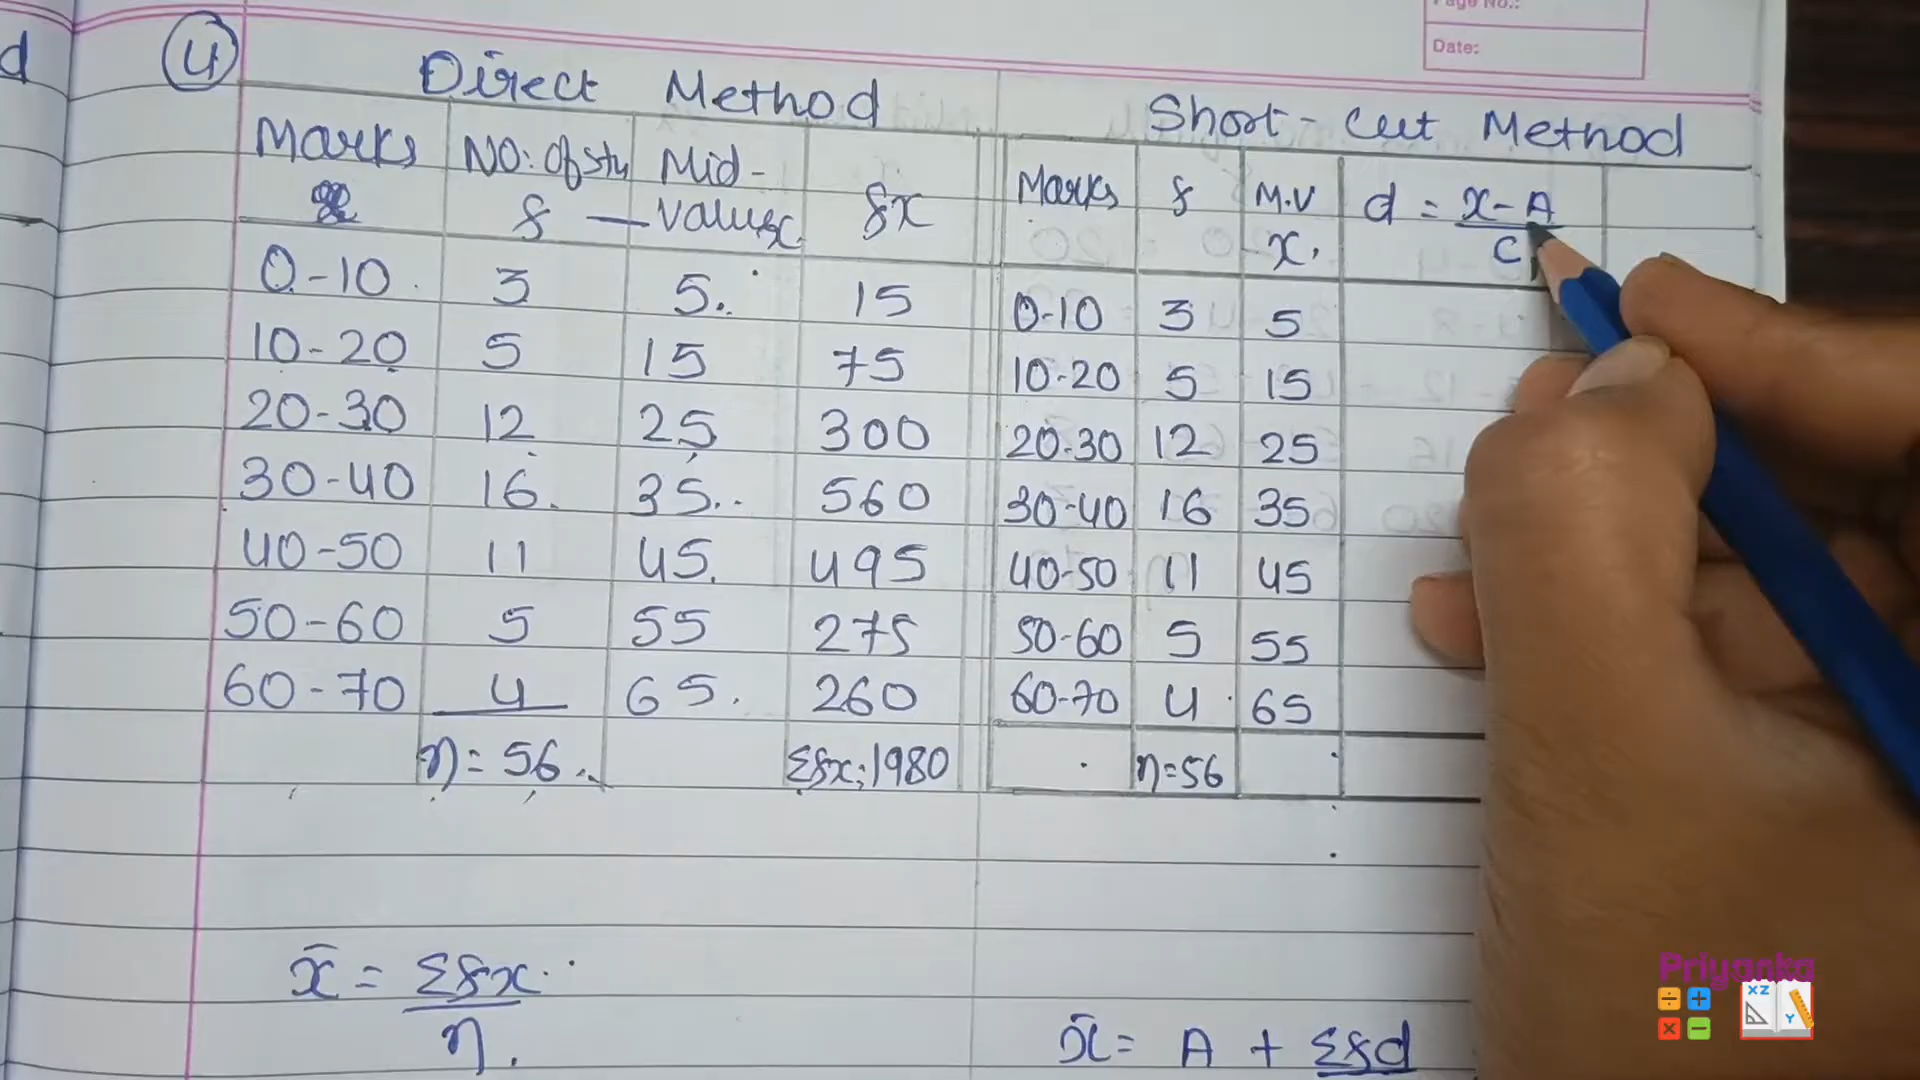 Page No.:
Date:
d
4
Direct Method
Short-cut Method
Marks No: of stu Mid- fx
f — values x
Marks f M.V d = x-A
x. C
0-10 3 5. 15
10-20 5 15 75
20-30 12 25 300
30-40 16. 35.. 560
40-50 11 45. 495
50-60 5 55 275
60-70 4 65. 260
n = 56 Σfx: 1980
0-10 3 5
10-20 5 15
20-30 12 25
30-40 16 35
40-50 11 45
50-60 5 55
60-70 4 65
n=56
x̄ = Σfx
n.
x̄ = A + Σfd
Priyanka
XZ
Y